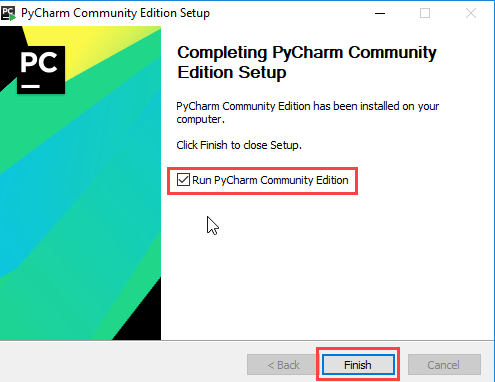 PC PyCharm Community Edition Setup
PC
Completing PyCharm Community
Edition Setup
PyCharm Community Edition has been installed on your
computer.
Click Finish to close Setup.
Run PyCharm Community Edition
< Back
Finish
Cancel